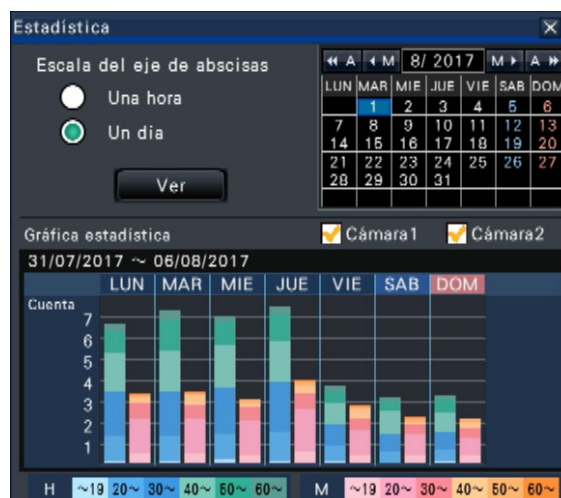 Estadística
Escala del eje de abscisas
Una hora
Un día
Ver
A M 8/ 2017 M A
LUN MAR MIE JUE VIE SAB DOM
1 2 3 4 5 6
7 8 9 10 11 12 13
14 15 16 17 18 19 20
21 22 23 24 25 26 27
28 29 30 31
Gráfica estadística
Cámara1 Cámara2
31/07/2017 ~ 06/08/2017
LUN MAR MIE JUE VIE SAB DOM
Cuenta
7
6
5
4
3
2
1
H ~19 20~ 30~ 40~ 50~ 60~ M ~19 20~ 30~ 40~ 50~ 60~